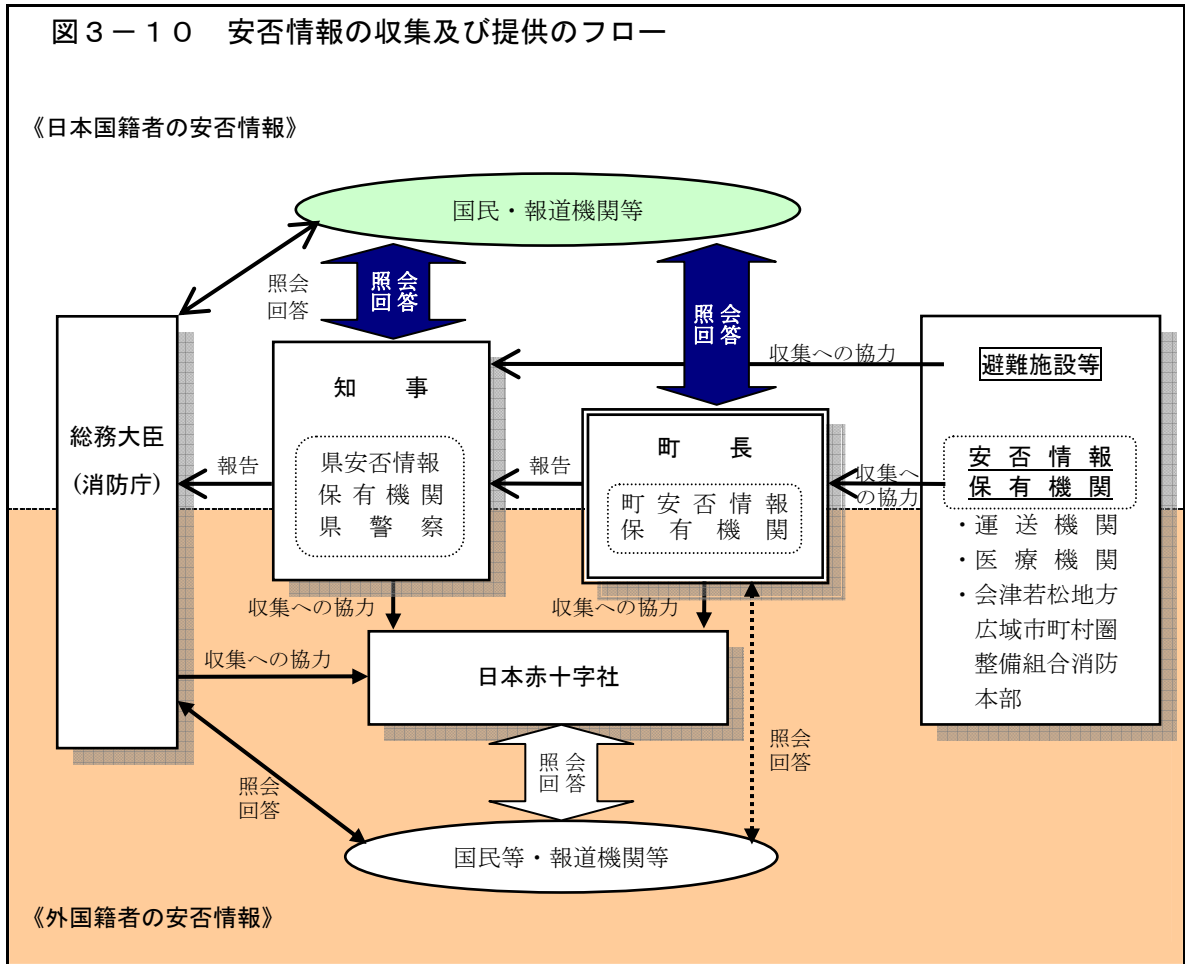 図３－１０　安否情報の収集及び提供のフロー
《日本国籍者の安否情報》
国民・報道機関等
照会
回答
照会
回答
照会
回答
総務大臣
(消防庁)
報告
知　事
県安否情報
保有機関
県警察
報告
収集への協力
町　長
町安否情報
保有機関
収集へ
の協力
避難施設等
安否情報
保有機関
・運送機関
・医療機関
・会津若松地方
広域市町村圏
整備組合消防
本部
収集への協力
収集への協力
収集への協力
日本赤十字社
照会
回答
照会
回答
照会
回答
国民等・報道機関等
《外国籍者の安否情報》